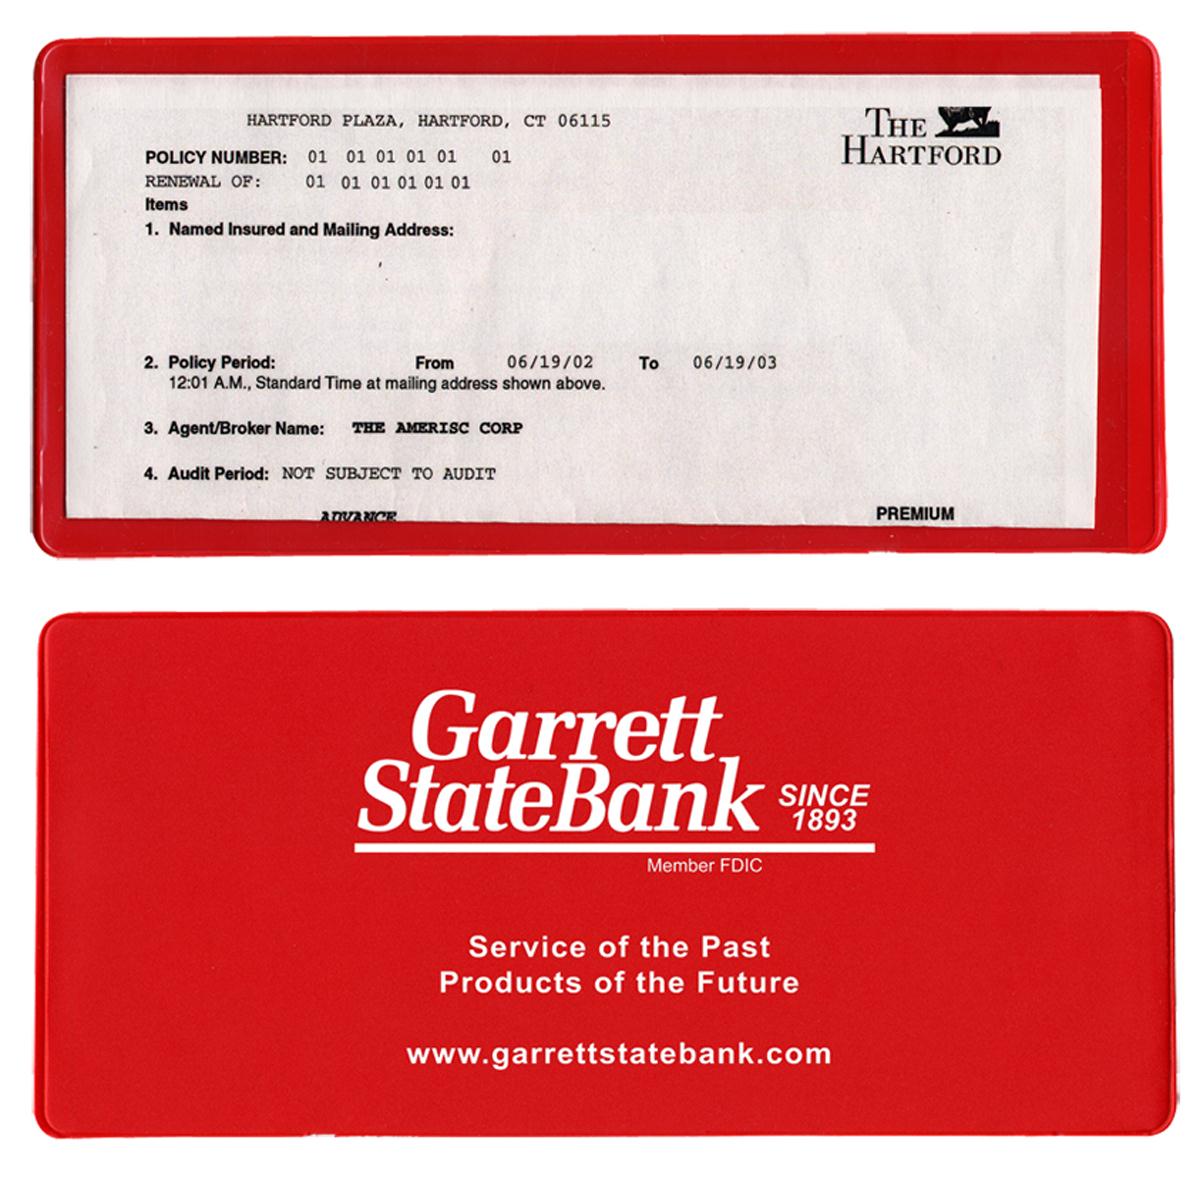 HARTFORD PLAZA, HARTFORD, CT 06115
THE
HARTFORD
POLICY NUMBER: 01 01 01 01 01 01
RENEWAL OF: 01 01 01 01 01 01
Items
1. Named Insured and Mailing Address:
2. Policy Period: From 06/19/02 To 06/19/03
12:01 A.M., Standard Time at mailing address shown above.
3. Agent/Broker Name: THE AMERISC CORP
4. Audit Period: NOT SUBJECT TO AUDIT
ADVANCE PREMIUM
Garrett
StateBank SINCE
1893
Member FDIC
Service of the Past
Products of the Future
www.garrettstatebank.com